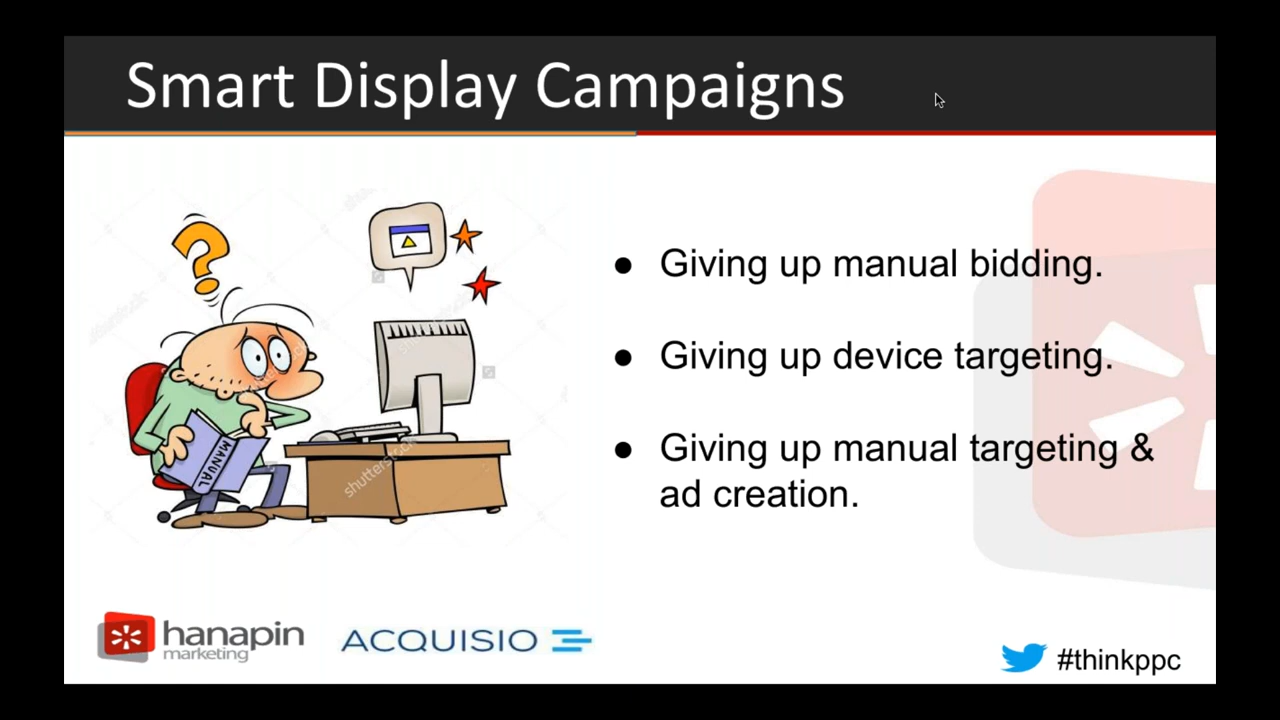 Smart Display Campaigns
shutterstock
MANUAL
● Giving up manual bidding.
● Giving up device targeting.
● Giving up manual targeting &
ad creation.
hanapin
marketing
ACQUISIO
#thinkppc